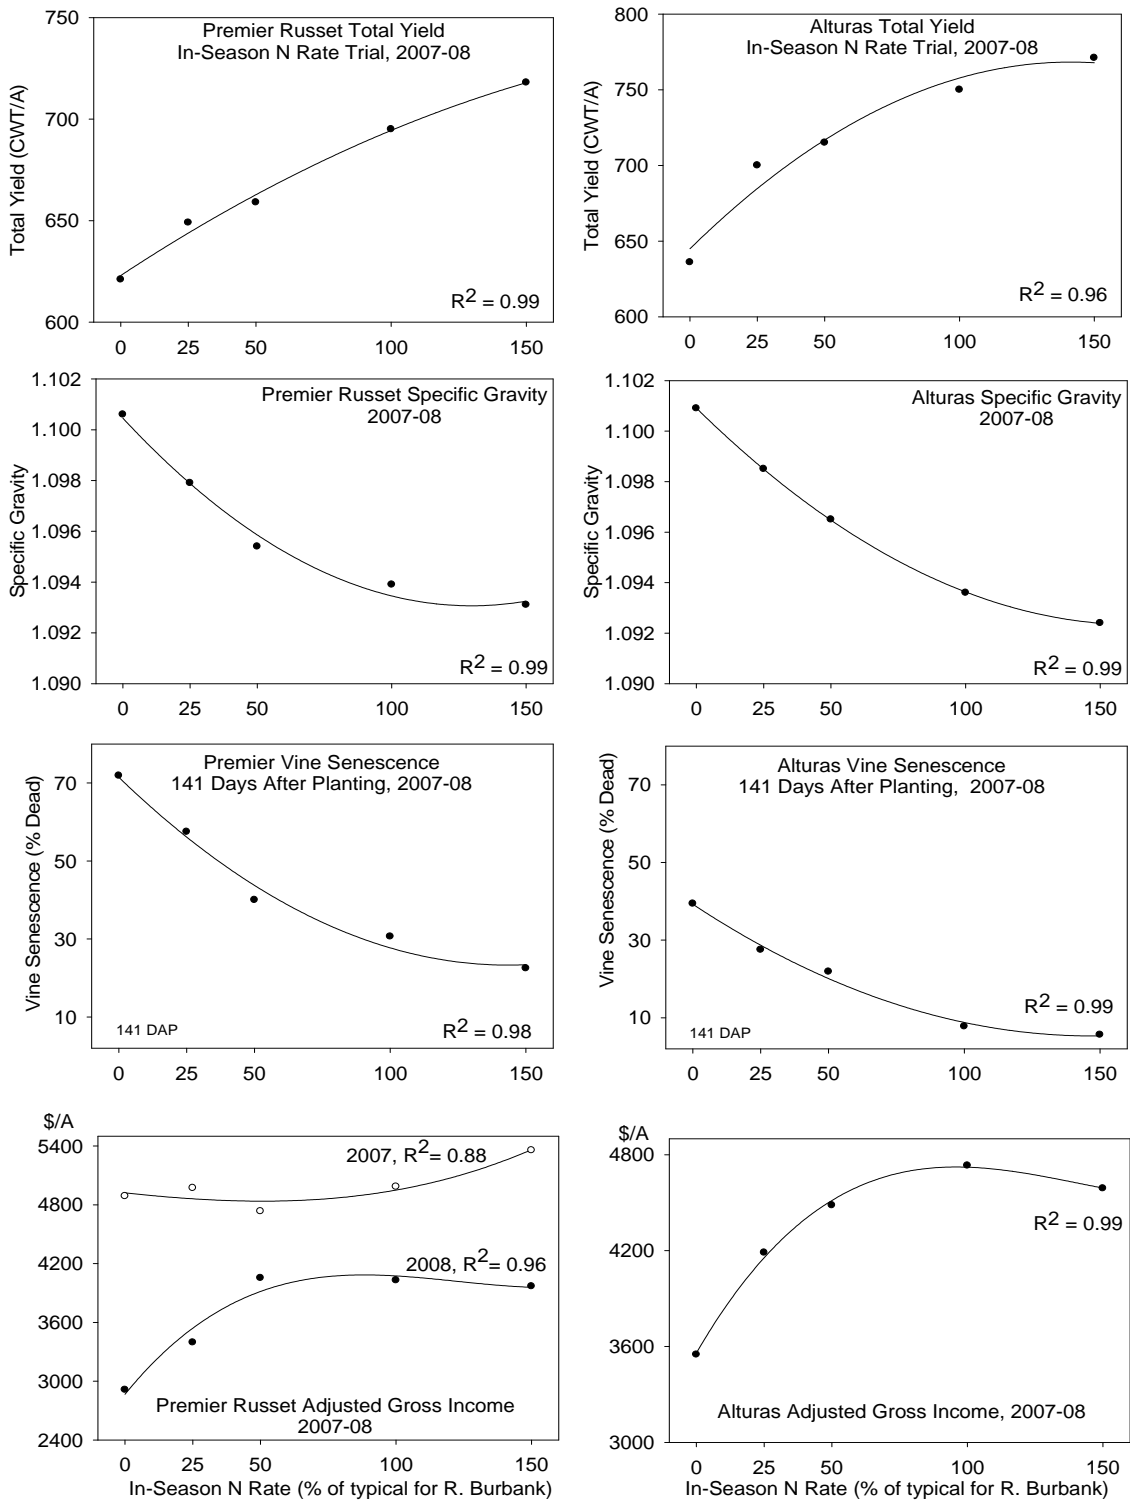 Premier Russet Total Yield
In-Season N Rate Trial, 2007-08
Total Yield (CWT/A)
750
700
650
600
R2 = 0.99
0 25 50 100 150
Alturas Total Yield
In-Season N Rate Trial, 2007-08
Total Yield (CWT/A)
800
750
700
650
600
R2 = 0.96
0 25 50 100 150
Premier Russet Specific Gravity
2007-08
Specific Gravity
1.102
1.100
1.098
1.096
1.094
1.092
1.090
R2 = 0.99
0 25 50 100 150
Alturas Specific Gravity
2007-08
Specific Gravity
1.102
1.100
1.098
1.096
1.094
1.092
1.090
R2 = 0.99
0 25 50 100 150
Premier Vine Senescence
141 Days After Planting, 2007-08
Vine Senescence (% Dead)
70
50
30
10
141 DAP
R2 = 0.98
0 25 50 100 150
Alturas Vine Senescence
141 Days After Planting, 2007-08
Vine Senescence (% Dead)
70
50
30
10
141 DAP
R2 = 0.99
0 25 50 100 150
$/A
5400
4800
4200
3600
3000
2400
2007, R2= 0.88
2008, R2= 0.96
Premier Russet Adjusted Gross Income
2007-08
0 25 50 100 150
In-Season N Rate (% of typical for R. Burbank)
$/A
4800
4200
3600
3000
R2 = 0.99
Alturas Adjusted Gross Income, 2007-08
0 25 50 100 150
In-Season N Rate (% of typical for R. Burbank)